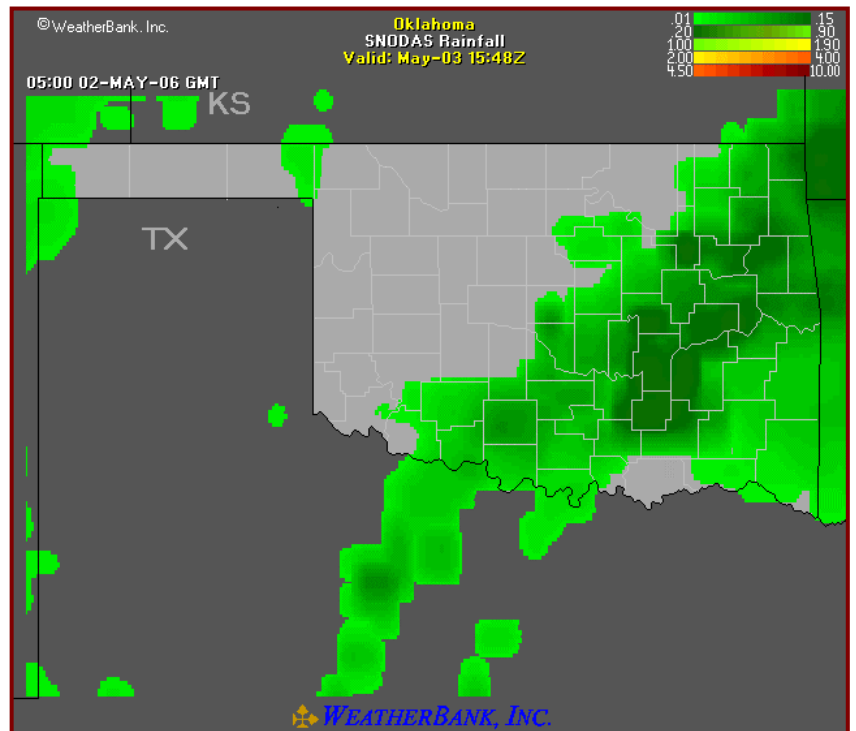 ©WeatherBank, Inc.
Oklahoma
SNODAS Rainfall
Valid: May-03 15:48Z
.01 .15
.20 .90
1.00 1.90
2.00 4.00
4.50 10.00
05:00 02-MAY-06 GMT
KS
TX
WEATHERBANK, INC.